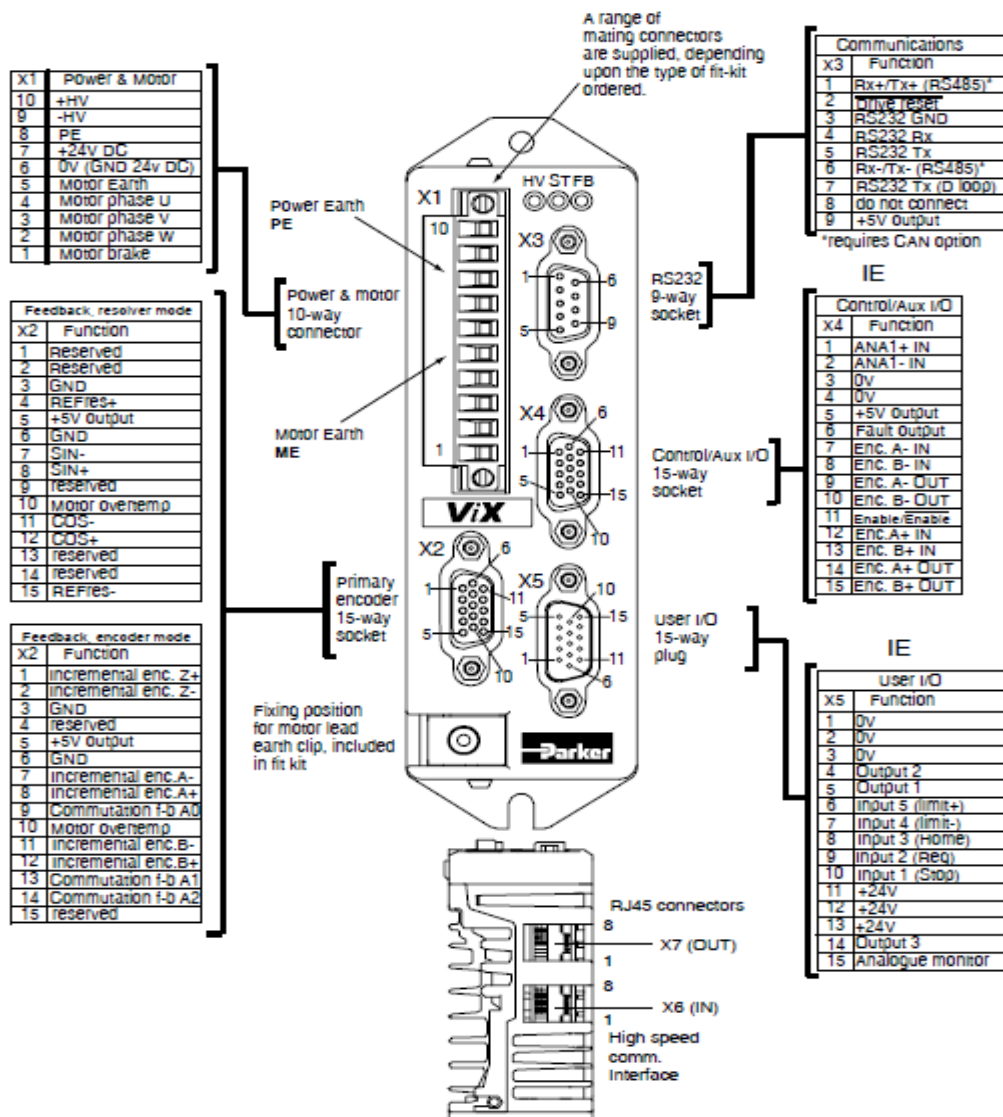 A range of
mating connectors
are supplied, depending
upon the type of fit-kit
ordered.
X1 Power & Motor
10 +HV
9 -HV
8 PE
7 +24V DC
6 0V (GND 24v DC)
5 Motor Earth
4 Motor phase U
3 Motor phase V
2 Motor phase W
1 Motor brake
Communications
X3 Function
1 Rx+/Tx+ (RS485)*
2 Drive reset
3 RS232 GND
4 RS232 Rx
5 RS232 Tx
6 Rx-/Tx- (RS485)*
7 RS232 Tx (D loop)
8 do not connect
9 +5V output
*requires CAN option
IE
Power Earth
PE
Power & motor
10-way
connector
Motor Earth
ME
X1
10
1
HV ST FB
X3
1
6
5
9
RS232
9-way
socket
Feedback, resolver mode
X2 Function
1 Reserved
2 Reserved
3 GND
4 REFres+
5 +5V output
6 GND
7 SIN-
8 SIN+
9 reserved
10 Motor overtemp
11 COS-
12 COS+
13 reserved
14 reserved
15 REFres-
X4
6
1
11
5
15
10
Control/Aux I/O
15-way
socket
Control/Aux I/O
X4 Function
1 ANA1+ IN
2 ANA1- IN
3 0V
4 0V
5 +5V output
6 Fault output
7 Enc. A- IN
8 Enc. B- IN
9 Enc. A- OUT
10 Enc. B- OUT
11 Enable/Enable
12 Enc.A+ IN
13 Enc. B+ IN
14 Enc. A+ OUT
15 Enc. B+ OUT
ViX
X2
6
1
11
5
15
10
Primary
encoder
15-way
socket
X5
10
5
15
1
11
6
User I/O
15-way
plug
IE
Feedback, encoder mode
X2 Function
1 Incremental enc. Z+
2 Incremental enc. Z-
3 GND
4 reserved
5 +5V output
6 GND
7 Incremental enc.A-
8 Incremental enc.A+
9 Commutation f-b A0
10 Motor overtemp
11 Incremental enc.B-
12 Incremental enc.B+
13 Commutation f-b A1
14 Commutation f-b A2
15 reserved
Fixing position
for motor lead
earth clip, included
in fit kit
Parker
User I/O
X5 Function
1 0V
2 0V
3 0V
4 Output 2
5 Output 1
6 Input 5 (limit+)
7 Input 4 (limit-)
8 Input 3 (Home)
9 Input 2 (Reg)
10 Input 1 (Stop)
11 +24V
12 +24V
13 +24V
14 Output 3
15 Analogue monitor
RJ45 connectors
8
X7 (OUT)
1
8
X6 (IN)
1
High speed
comm.
Interface